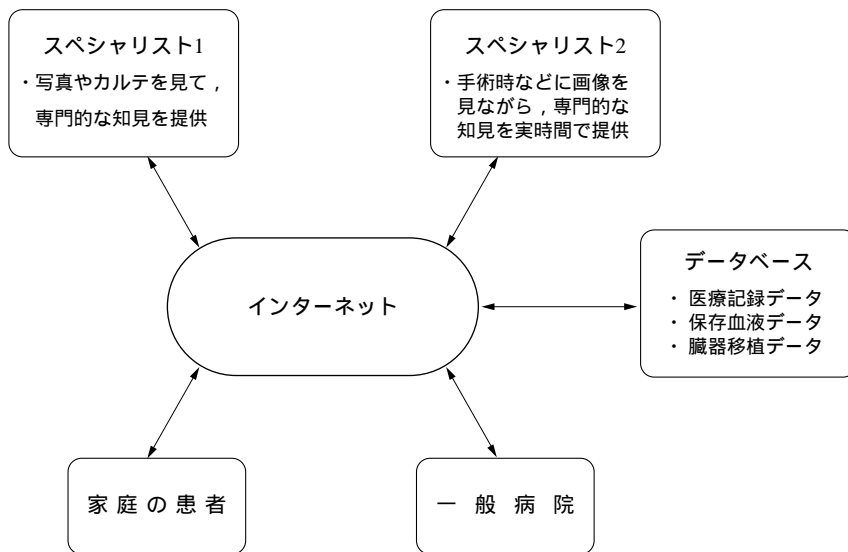 スペシャリスト1
・写真やカルテを見て，
専門的な知見を提供
スペシャリスト2
・手術時などに画像を
見ながら，専門的な
知見を実時間で提供
インターネット
データベース
・ 医療記録データ
・ 保存血液データ
・ 臓器移植データ
家庭の患者
一般病院